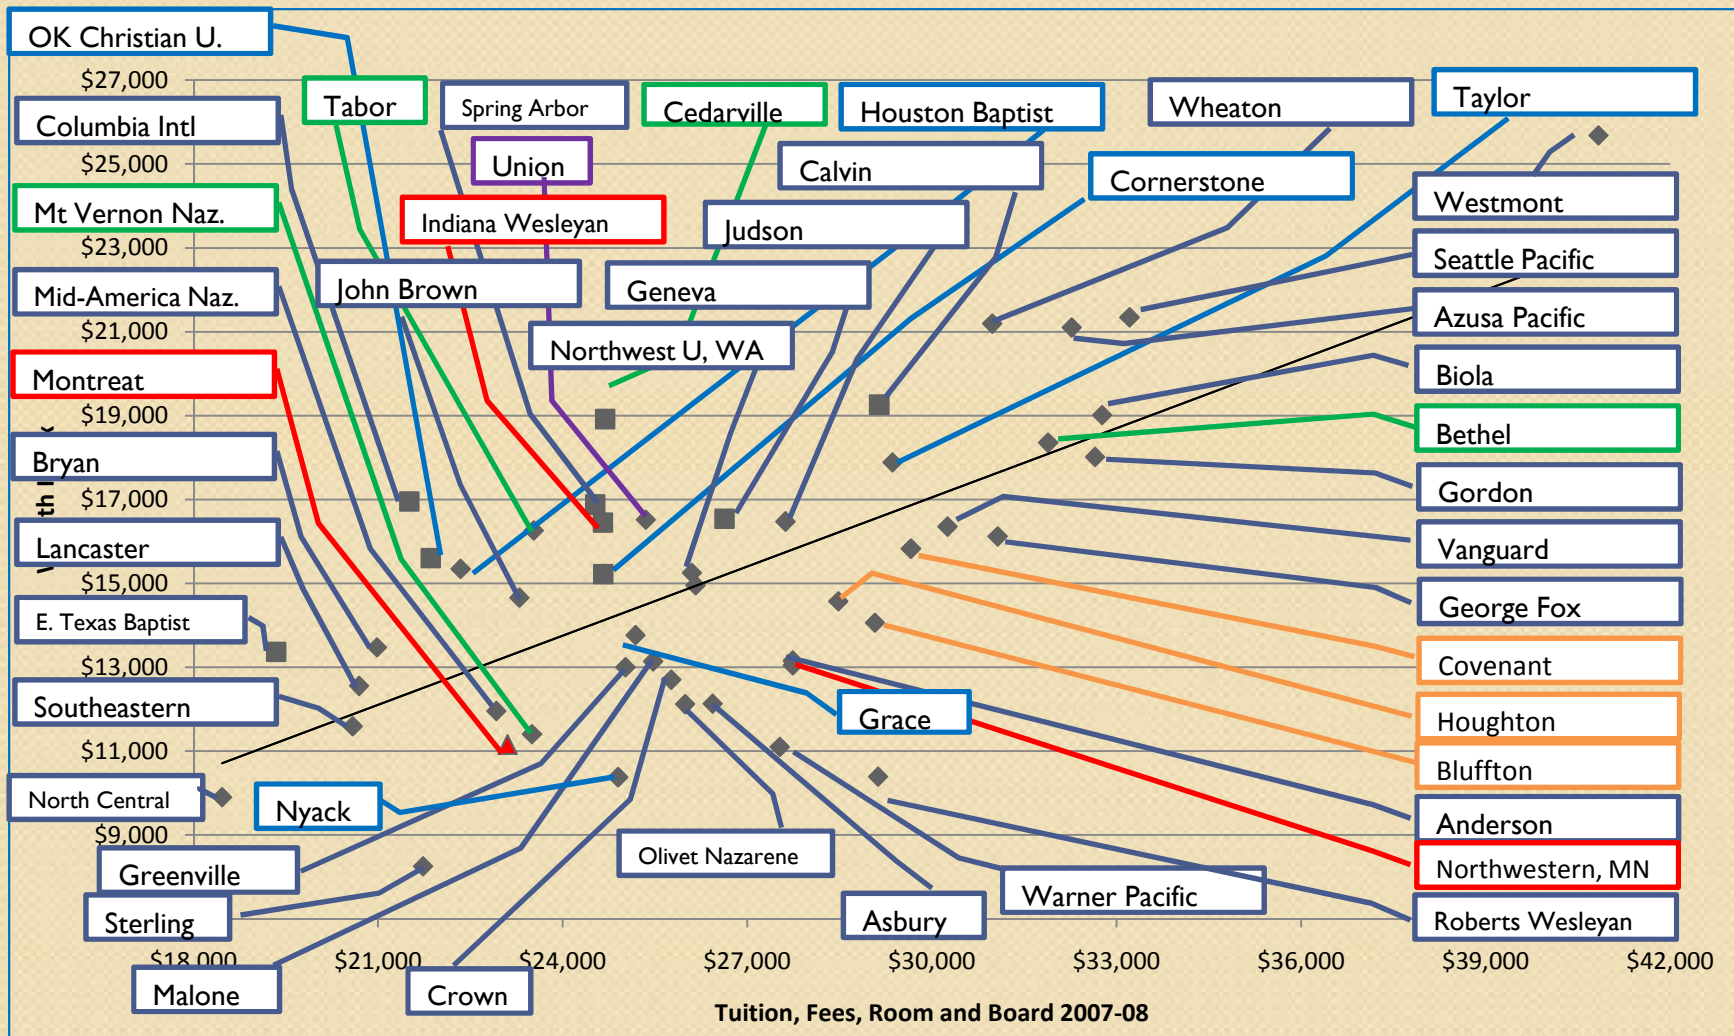 OK Christian U.
$27,000
Tabor
Spring Arbor
Cedarville
Houston Baptist
Wheaton
Taylor
Columbia Intl
$25,000
Union
Calvin
Cornerstone
Mt Vernon Naz.
Indiana Wesleyan
Judson
Westmont
$23,000
Seattle Pacific
Mid-America Naz.
John Brown
Geneva
Azusa Pacific
$21,000
Northwest U, WA
Montreat
Biola
$19,000
Bethel
Bryan
Gordon
$17,000
Lancaster
Vanguard
$15,000
George Fox
E. Texas Baptist
$13,000
Covenant
Southeastern
Grace
Houghton
$11,000
Bluffton
North Central
Nyack
Anderson
$9,000
Olivet Nazarene
Northwestern, MN
Greenville
Warner Pacific
Sterling
Asbury
Roberts Wesleyan
$18,000
$21,000
$24,000
$27,000
$30,000
$33,000
$36,000
$39,000
$42,000
Malone
Crown
Tuition, Fees, Room and Board 2007-08